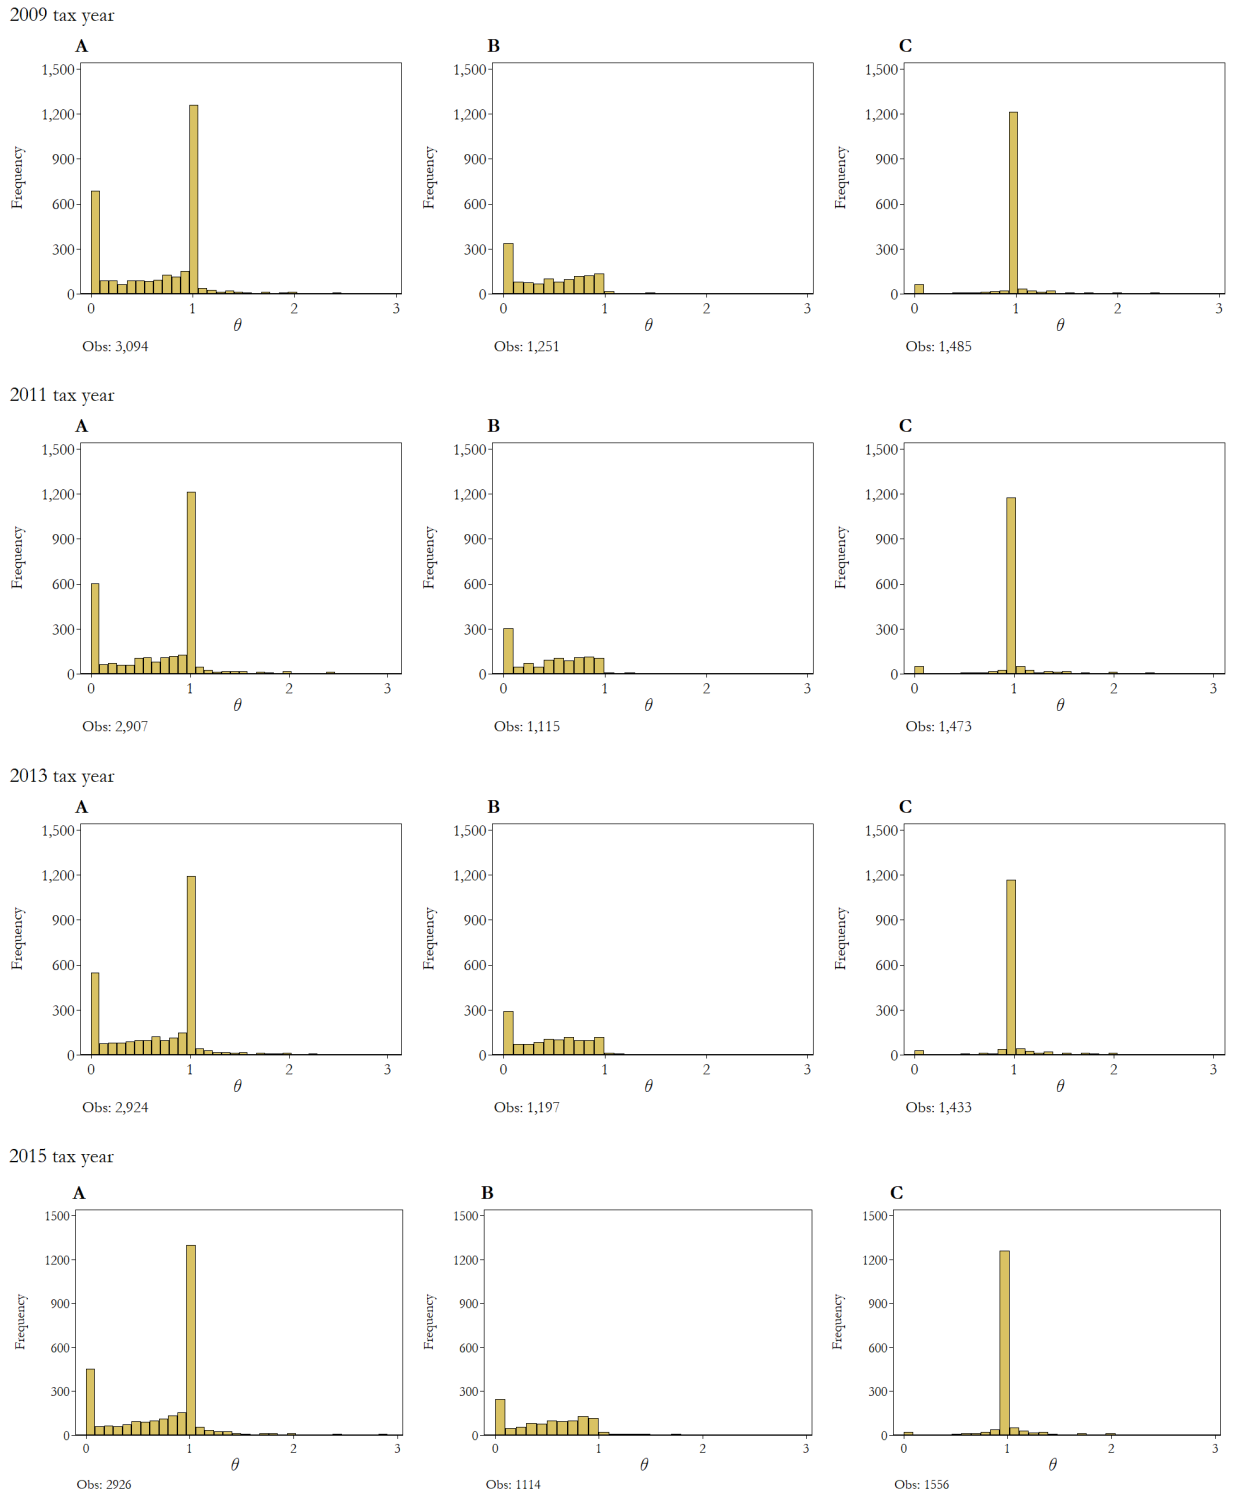 2009 tax year
A B C
1,500 1,500 1,500
1,200 1,200 1,200
900 900 900
600 600 600
300 300 300
0 0 0
Frequency Frequency Frequency
0 1 2 3 0 1 2 3 0 1 2 3
θ θ θ
Obs: 3,094 Obs: 1,251 Obs: 1,485
2011 tax year
A B C
1,500 1,500 1,500
1,200 1,200 1,200
900 900 900
600 600 600
300 300 300
0 0 0
Frequency Frequency Frequency
0 1 2 3 0 1 2 3 0 1 2 3
θ θ θ
Obs: 2,907 Obs: 1,115 Obs: 1,473
2013 tax year
A B C
1,500 1,500 1,500
1,200 1,200 1,200
900 900 900
600 600 600
300 300 300
0 0 0
Frequency Frequency Frequency
0 1 2 3 0 1 2 3 0 1 2 3
θ θ θ
Obs: 2,924 Obs: 1,197 Obs: 1,433
2015 tax year
A B C
1500 1500 1500
1200 1200 1200
900 900 900
600 600 600
300 300 300
0 0 0
Frequency Frequency Frequency
0 1 2 3 0 1 2 3 0 1 2 3
θ θ θ
Obs: 2926 Obs: 1114 Obs: 1556